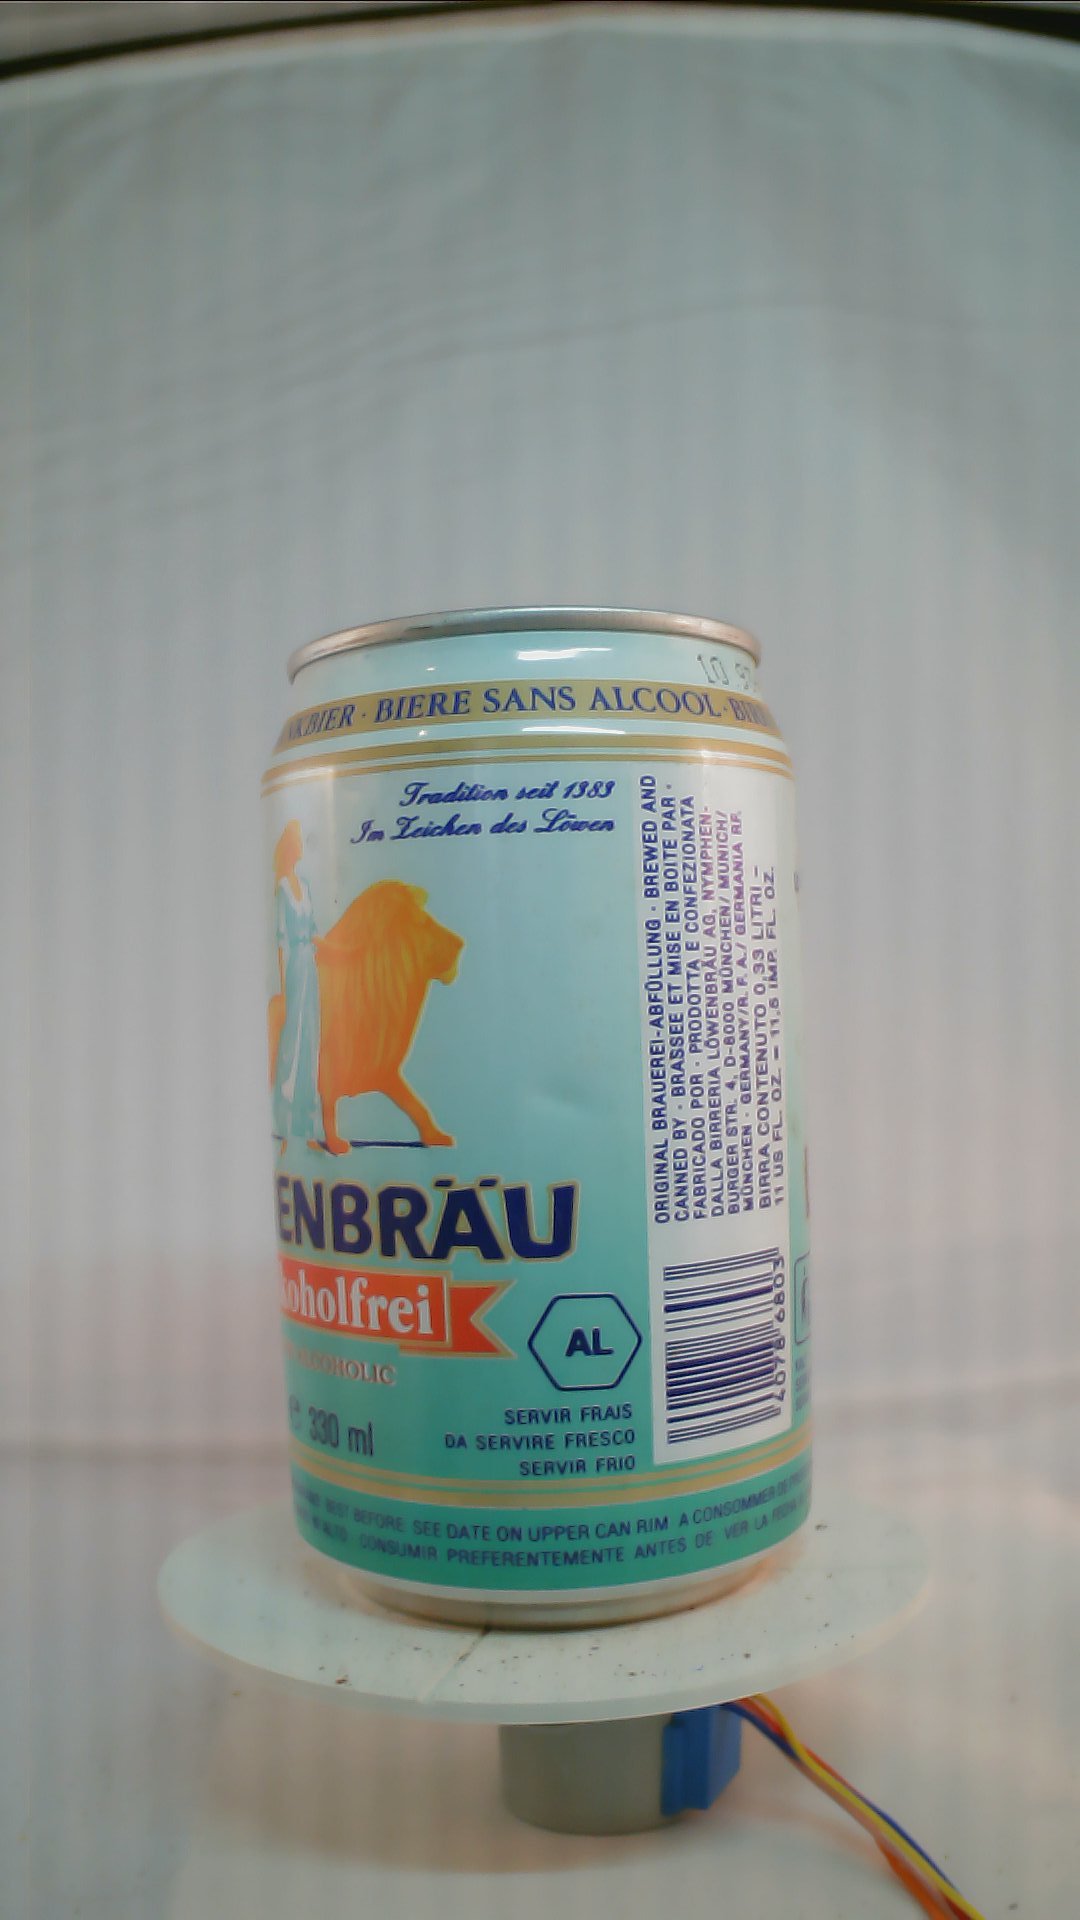 BIERE SANS ALCOOL
Tradition seit 1383
Im Zeichen des Löwen
ENBRÄU
oholfrei
ALCOHOLIC
e 330 ml
AL
SERVIR FRAIS
DA SERVIRE FRESCO
SERVIR FRIO
ORIGINAL BRAUEREI-ABFÜLLUNG · BREWED AND
CANNED BY · BRASSEE ET MISE EN BOITE PAR ·
FABRICADO POR · PRODOTTA E CONFEZIONATA
DALLA BIRRERIA LÖWENBRÄU AG, NYMPHEN-
BURGER STR. 4, D-8000 MÜNCHEN/ MUNICH/
MÜNCHEN · GERMANY/R. F. A./ GERMANIA RF.
BIRRA CONTENUTO 0,33 LITRI –
11 US FL. OZ. – 11,6 IMP. FL. OZ.
4078 6803
BEST BEFORE SEE DATE ON UPPER CAN RIM A CONSOMMER DE
CONSUMIR PREFERENTEMENTE ANTES DE: VER LA